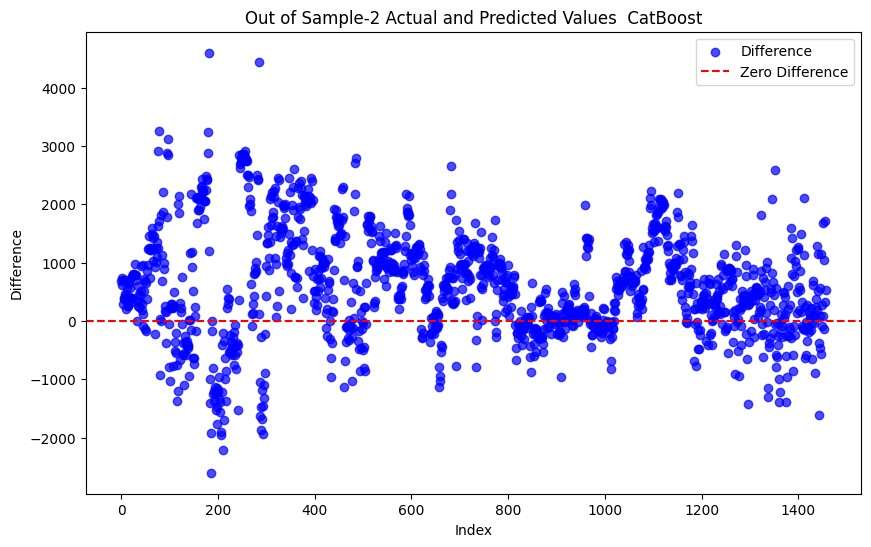 Out of Sample-2 Actual and Predicted Values  CatBoost
Difference
Zero Difference
Difference
4000
3000
2000
1000
0
−1000
−2000
0 200 400 600 800 1000 1200 1400
Index